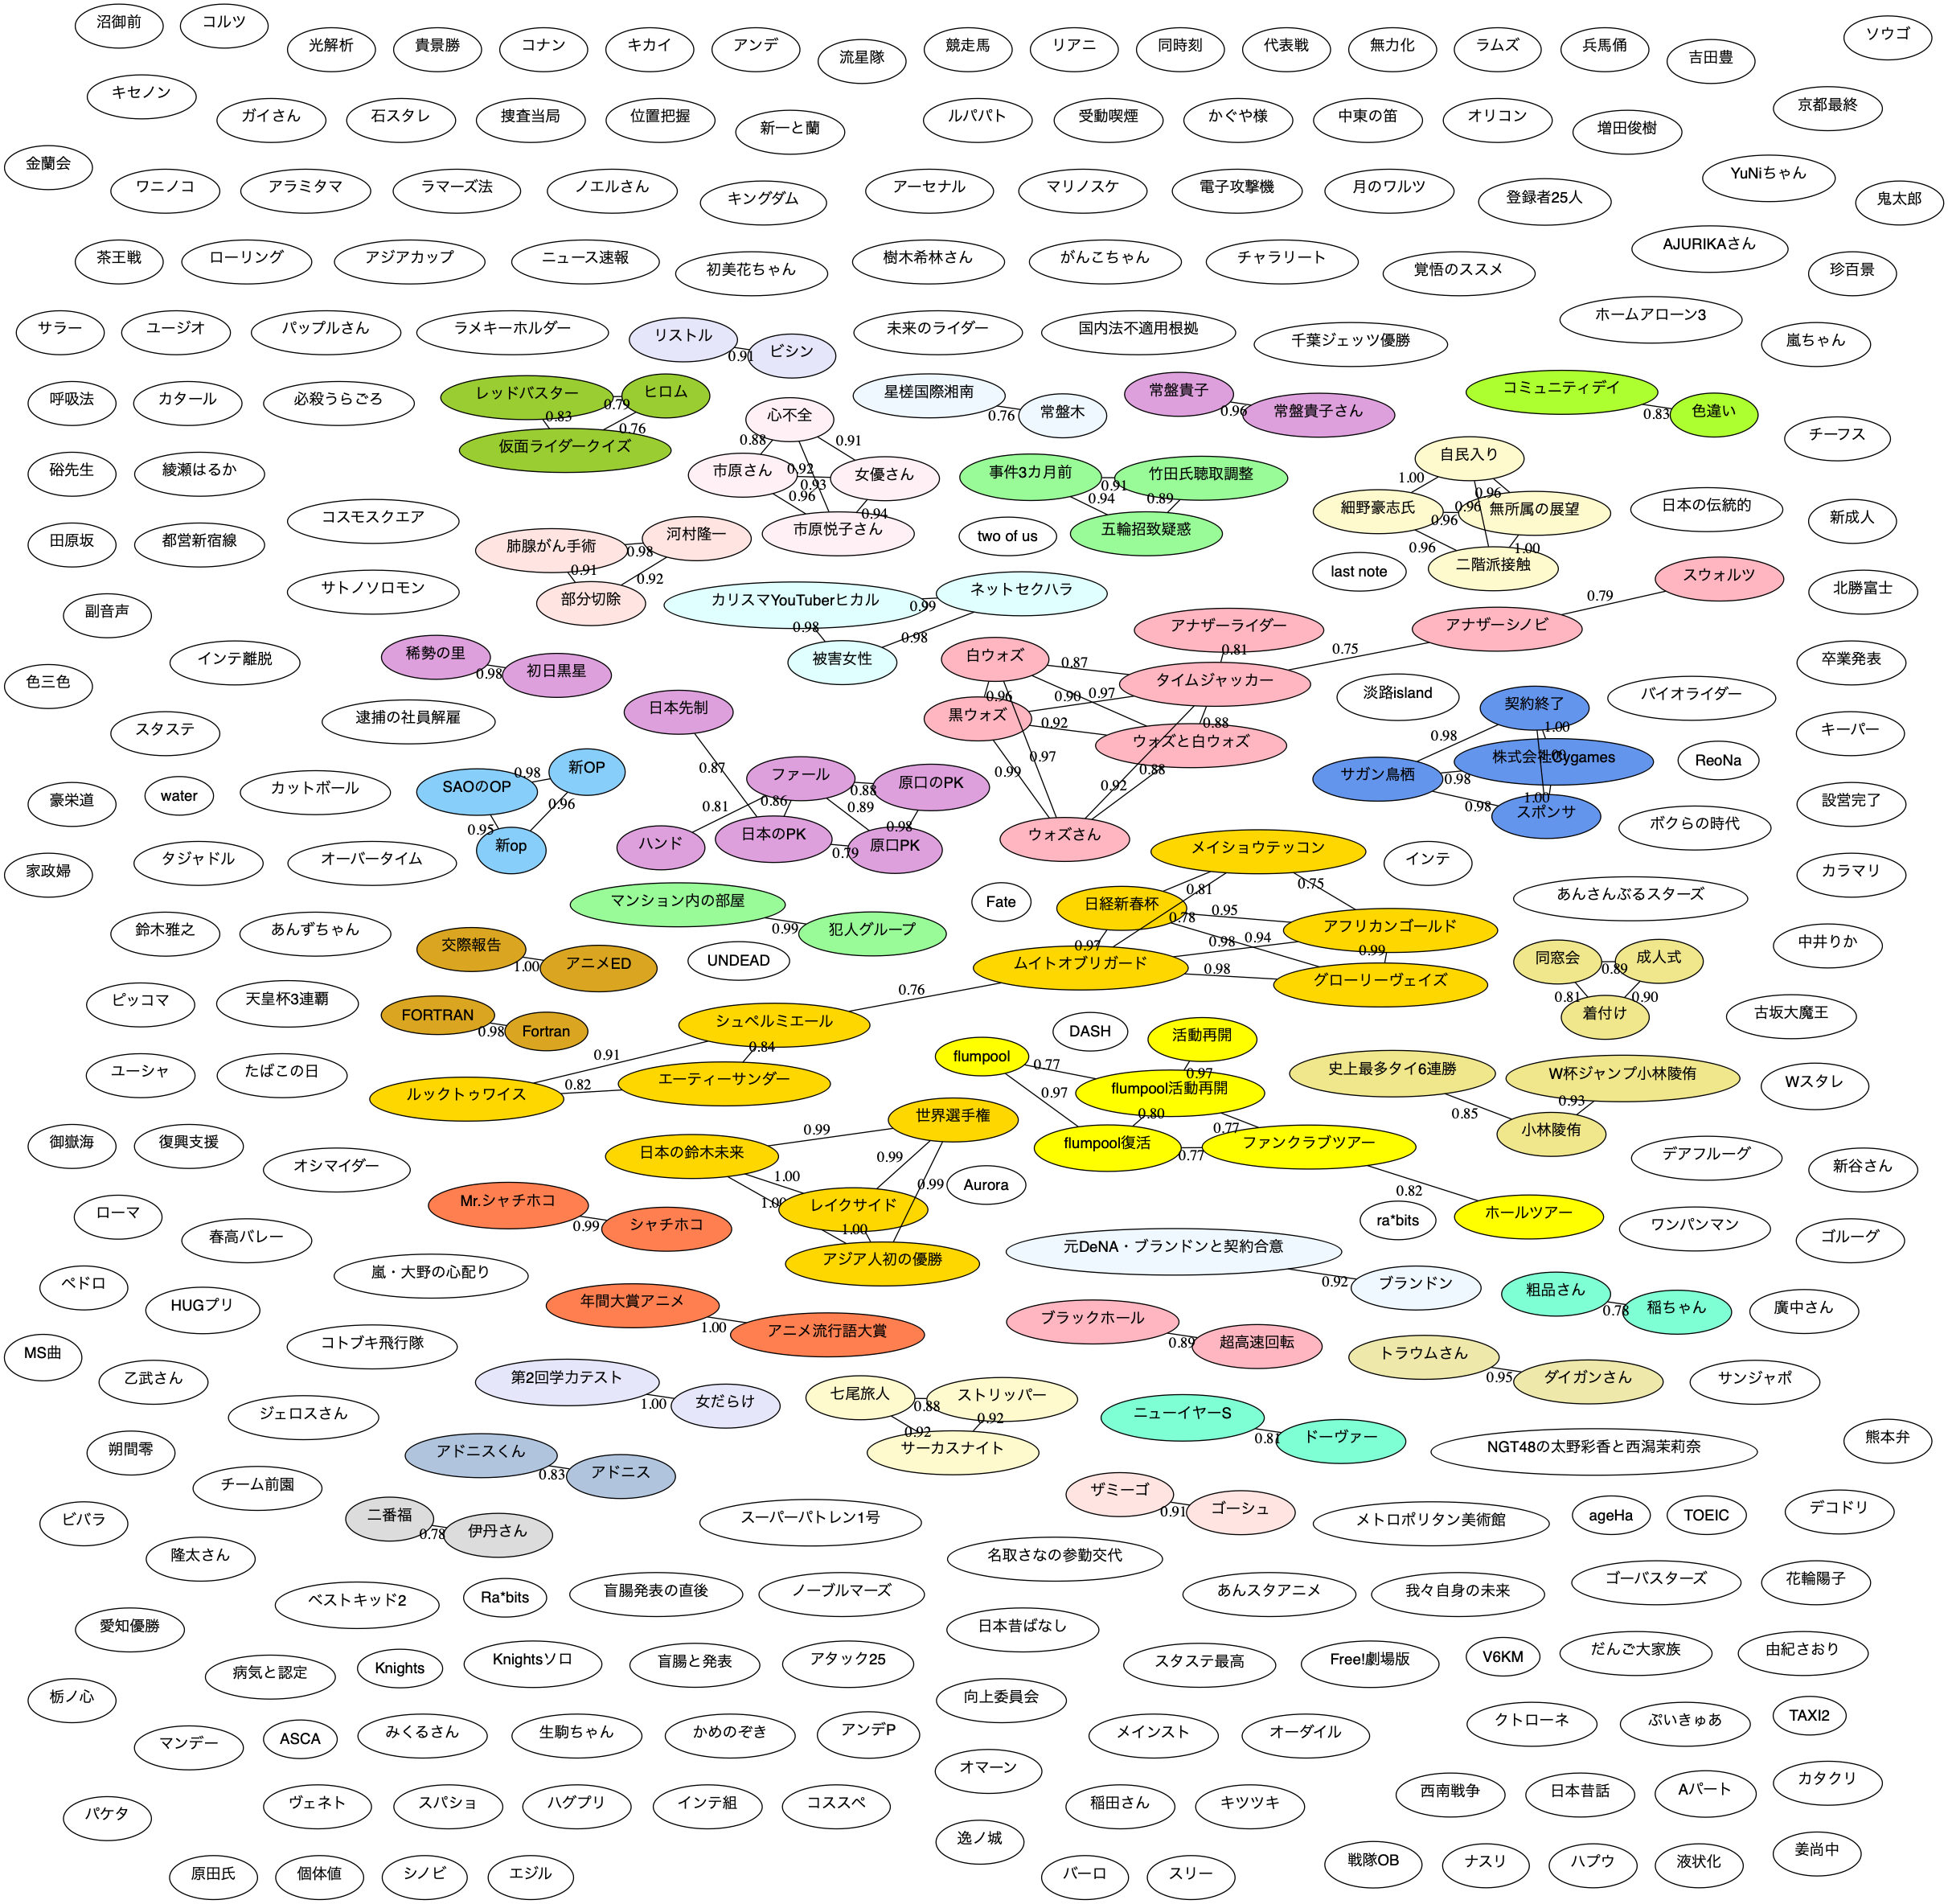 沼御前
コルツ
光解析
貴景勝
コナン
キカイ
アンデ
流星隊
競走馬
リアニ
同時刻
代表戦
無力化
ラムズ
兵馬俑
吉田豊
ソウゴ
キセノン
ガイさん
石スタレ
捜査当局
位置把握
新一と蘭
ルパパト
受動喫煙
かぐや様
中東の笛
オリコン
増田俊樹
京都最終
金蘭会
ワニノコ
アラミタマ
ラマーズ法
ノエルさん
キングダム
アーセナル
マリノスケ
電子攻撃機
月のワルツ
登録者25人
YuNiちゃん
鬼太郎
茶王戦
ローリング
アジアカップ
ニュース速報
初美花ちゃん
樹木希林さん
がんこちゃん
チャラリート
覚悟のススメ
AJURIKAさん
珍百景
サラー
ユージオ
パップルさん
ラメキーホルダー
リストル
0.91
ビシン
未来のライダー
国内法不適用根拠
千葉ジェッツ優勝
ホームアローン3
嵐ちゃん
呼吸法
カタール
必殺うらごろ
レッドバスター
0.79
ヒロム
0.83
0.76
仮面ライダークイズ
心不全
0.88
0.91
市原さん
0.92
0.93
女優さん
0.96
0.94
市原悦子さん
星槎国際湘南
0.76
常盤木
常盤貴子
0.96
常盤貴子さん
コミュニティデイ
0.83
色違い
チーフス
硲先生
綾瀬はるか
事件3カ月前
0.91
竹田氏聴取調整
0.94
0.89
五輪招致疑惑
自民入り
1.00
0.96
細野豪志氏
0.96
0.96
無所属の展望
0.96
1.00
二階派接触
日本の伝統的
新成人
田原坂
都営新宿線
コスモスクエア
肺腺がん手術
0.98
河村隆一
0.91
0.92
部分切除
two of us
last note
北勝富士
副音声
サトノソロモン
カリスマYouTuberヒカル
0.99
ネットセクハラ
0.98
0.98
被害女性
スウォルツ
0.79
アナザーシノビ
0.75
アナザーライダー
0.81
タイムジャッカー
白ウォズ
0.87
0.96
0.90
0.97
黒ウォズ
0.92
0.88
ウォズと白ウォズ
0.97
0.99
0.88
0.92
ウォズさん
色三色
インテ離脱
稀勢の里
0.98
初日黒星
卒業発表
淡路island
契約終了
バイオライダー
0.98
1.00
サガン鳥栖
0.98
株式会社Cygames
1.00
0.98
1.00
スポンサ
ReoNa
キーパー
スタステ
逮捕の社員解雇
日本先制
0.87
ファール
0.88
原口のPK
0.81
0.86
0.89
0.98
ハンド
日本のPK
0.79
原口PK
豪栄道
water
カットボール
SAOのOP
0.98
新OP
0.95
0.96
新op
設営完了
ボクらの時代
家政婦
タジャドル
オーバータイム
メイショウテッコン
インテ
カラマリ
0.81
0.75
日経新春杯
0.95
0.78
アフリカンゴールド
0.97
0.98
0.94
0.99
ムイトオブリガード
0.98
グローリーヴェイズ
0.76
シュペルミエール
0.91
0.84
ルックトゥワイス
0.82
エーティーサンダー
マンション内の部屋
0.99
犯人グループ
Fate
あんさんぶるスターズ
鈴木雅之
あんずちゃん
交際報告
1.00
アニメED
UNDEAD
同窓会
0.89
成人式
0.81
0.90
着付け
中井りか
ピッコマ
天皇杯3連覇
FORTRAN
0.98
Fortran
DASH
活動再開
0.97
flumpool
0.77
flumpool活動再開
0.97
0.80
0.77
flumpool復活
0.77
ファンクラブツアー
0.82
ホールツアー
古坂大魔王
ユーシャ
たばこの日
史上最多タイ6連勝
W杯ジャンプ小林陵侑
0.85
0.93
小林陵侑
Wスタレ
御嶽海
復興支援
オシマイダー
世界選手権
0.99
日本の鈴木未来
0.99
1.00
1.00
0.99
レイクサイド
1.00
アジア人初の優勝
Aurora
デアフルーグ
新谷さん
ローマ
春高バレー
Mr.シャチホコ
0.99
シャチホコ
ra*bits
ワンパンマン
ゴルーグ
ペドロ
HUGプリ
嵐・大野の心配り
元DeNA・ブランドンと契約合意
0.92
ブランドン
粗品さん
0.78
稲ちゃん
廣中さん
年間大賞アニメ
1.00
アニメ流行語大賞
ブラックホール
0.89
超高速回転
MS曲
コトブキ飛行隊
トラウムさん
0.95
ダイガンさん
サンジャポ
乙武さん
第2回学力テスト
1.00
女だらけ
七尾旅人
0.88
ストリッパー
0.92
0.92
サーカスナイト
ニューイヤーS
0.81
ドーヴァー
ジェロスさん
NGT48の太野彩香と西潟茉莉奈
熊本弁
朔間零
アドニスくん
0.83
アドニス
チーム前園
ザミーゴ
0.91
ゴーシュ
ビバラ
二番福
0.78
伊丹さん
スーパーパトレン1号
メトロポリタン美術館
ageHa
TOEIC
デコドリ
隆太さん
名取さなの参勤交代
ベストキッド2
Ra*bits
盲腸発表の直後
ノーブルマーズ
あんスタアニメ
我々自身の未来
ゴーバスターズ
花輪陽子
愛知優勝
日本昔ばなし
病気と認定
Knights
Knightsソロ
盲腸と発表
アタック25
スタステ最高
Free!劇場版
V6KM
だんご大家族
由紀さおり
栃ノ心
向上委員会
マンデー
ASCA
みくるさん
生駒ちゃん
かめのぞき
アンデP
メインスト
オーダイル
クトローネ
ぷいきゅあ
TAXI2
オマーン
パケタ
ヴェネト
スパショ
ハグプリ
インテ組
コススペ
稲田さん
キツツキ
西南戦争
日本昔話
Aパート
カタクリ
逸ノ城
姜尚中
原田氏
個体値
シノビ
エジル
バーロ
スリー
戦隊OB
ナスリ
ハプウ
液状化